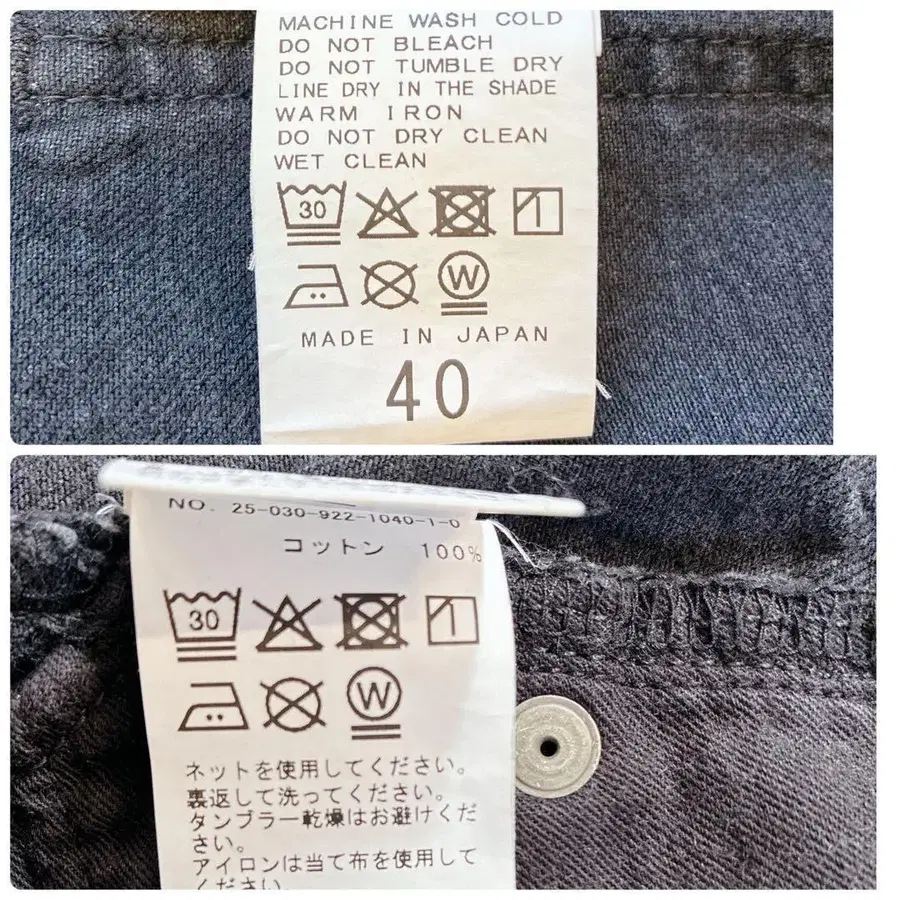 MACHINE WASH COLD
DO NOT BLEACH
DO NOT TUMBLE DRY
LINE DRY IN THE SHADE
WARM IRON
DO NOT DRY CLEAN
WET CLEAN
30
W
MADE IN JAPAN
40
NO. 25-030-922-1040-1-0
コットン 100%
30
W
ネットを使用してください。
裏返して洗ってください。
タンブラー乾燥はお避けくだ
さい。
アイロンは当て布を使用して
ください。